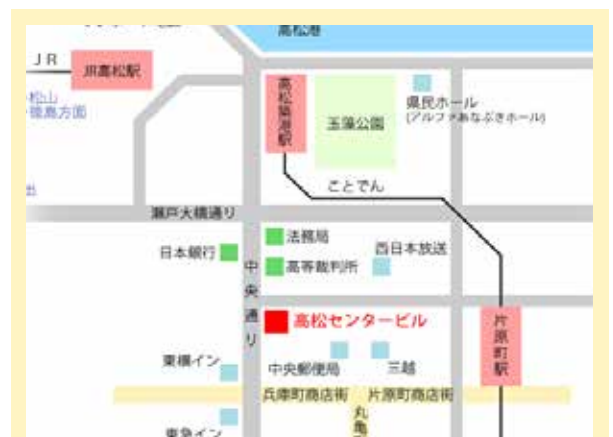 高松港
JR
JR高松駅
松山
徳島方面
高松築港駅
玉藻公園
県民ホール
(アルファあなぶきホール)
ことでん
瀬戸大橋通り
法務局
日本銀行
西日本放送
高等裁判所
中央通り
高松センタービル
片原町駅
東横イン
中央郵便局
三越
兵庫町商店街
片原町商店街
丸亀
東急イン